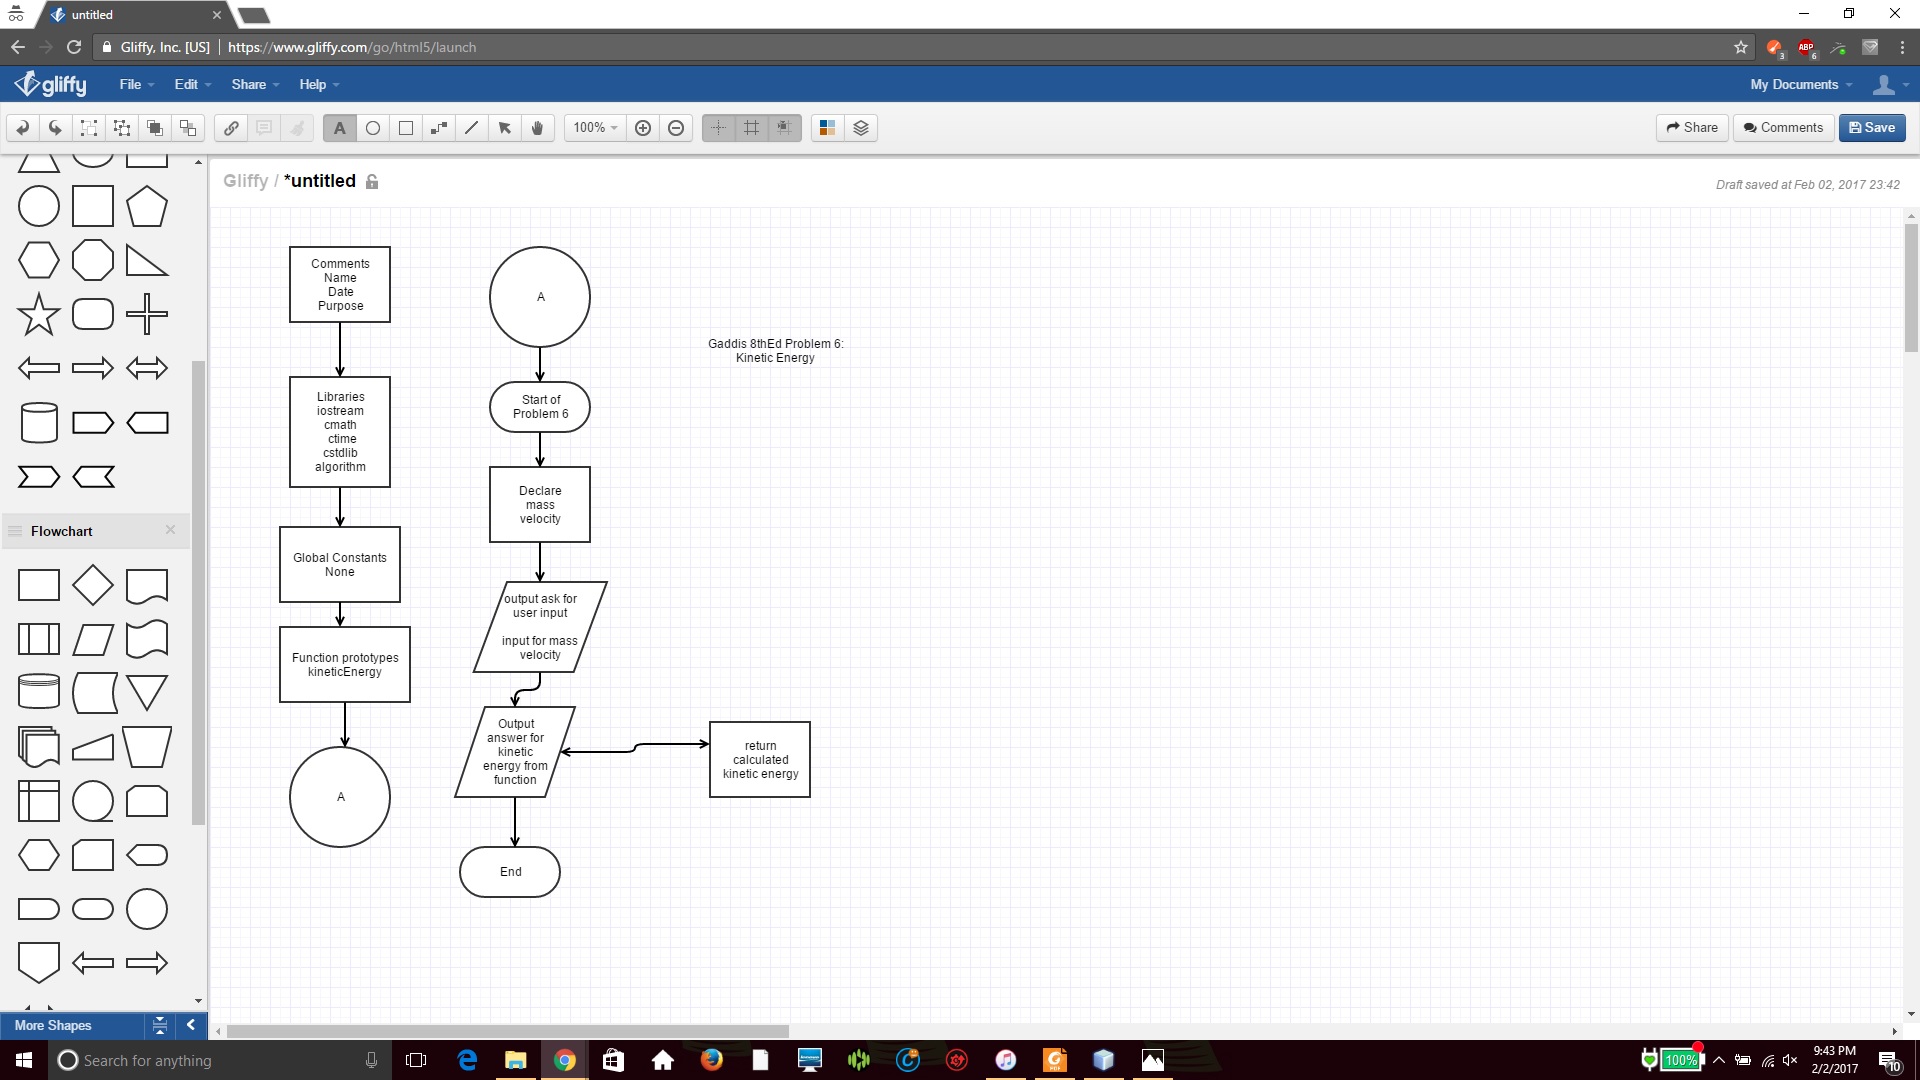 untitled
Gliffy, Inc. [US]
https://www.gliffy.com/go/html5/launch
ABP
3
6
gliffy
File
Edit
Share
Help
My Documents
A
100%
Share
Comments
Save
Gliffy / *untitled
Draft saved at Feb 02, 2017 23:42
Flowchart
More Shapes
Comments
Name
Date
Purpose
Libraries
iostream
cmath
ctime
cstdlib
algorithm
Global Constants
None
Function prototypes
kineticEnergy
A
A
Start of
Problem 6
Declare
mass
velocity
output ask for
user input
input for mass
velocity
Output
answer for
kinetic
energy from
function
End
return
calculated
kinetic energy
Gaddis 8thEd Problem 6:
Kinetic Energy
Search for anything
100%
9:43 PM
2/2/2017
10